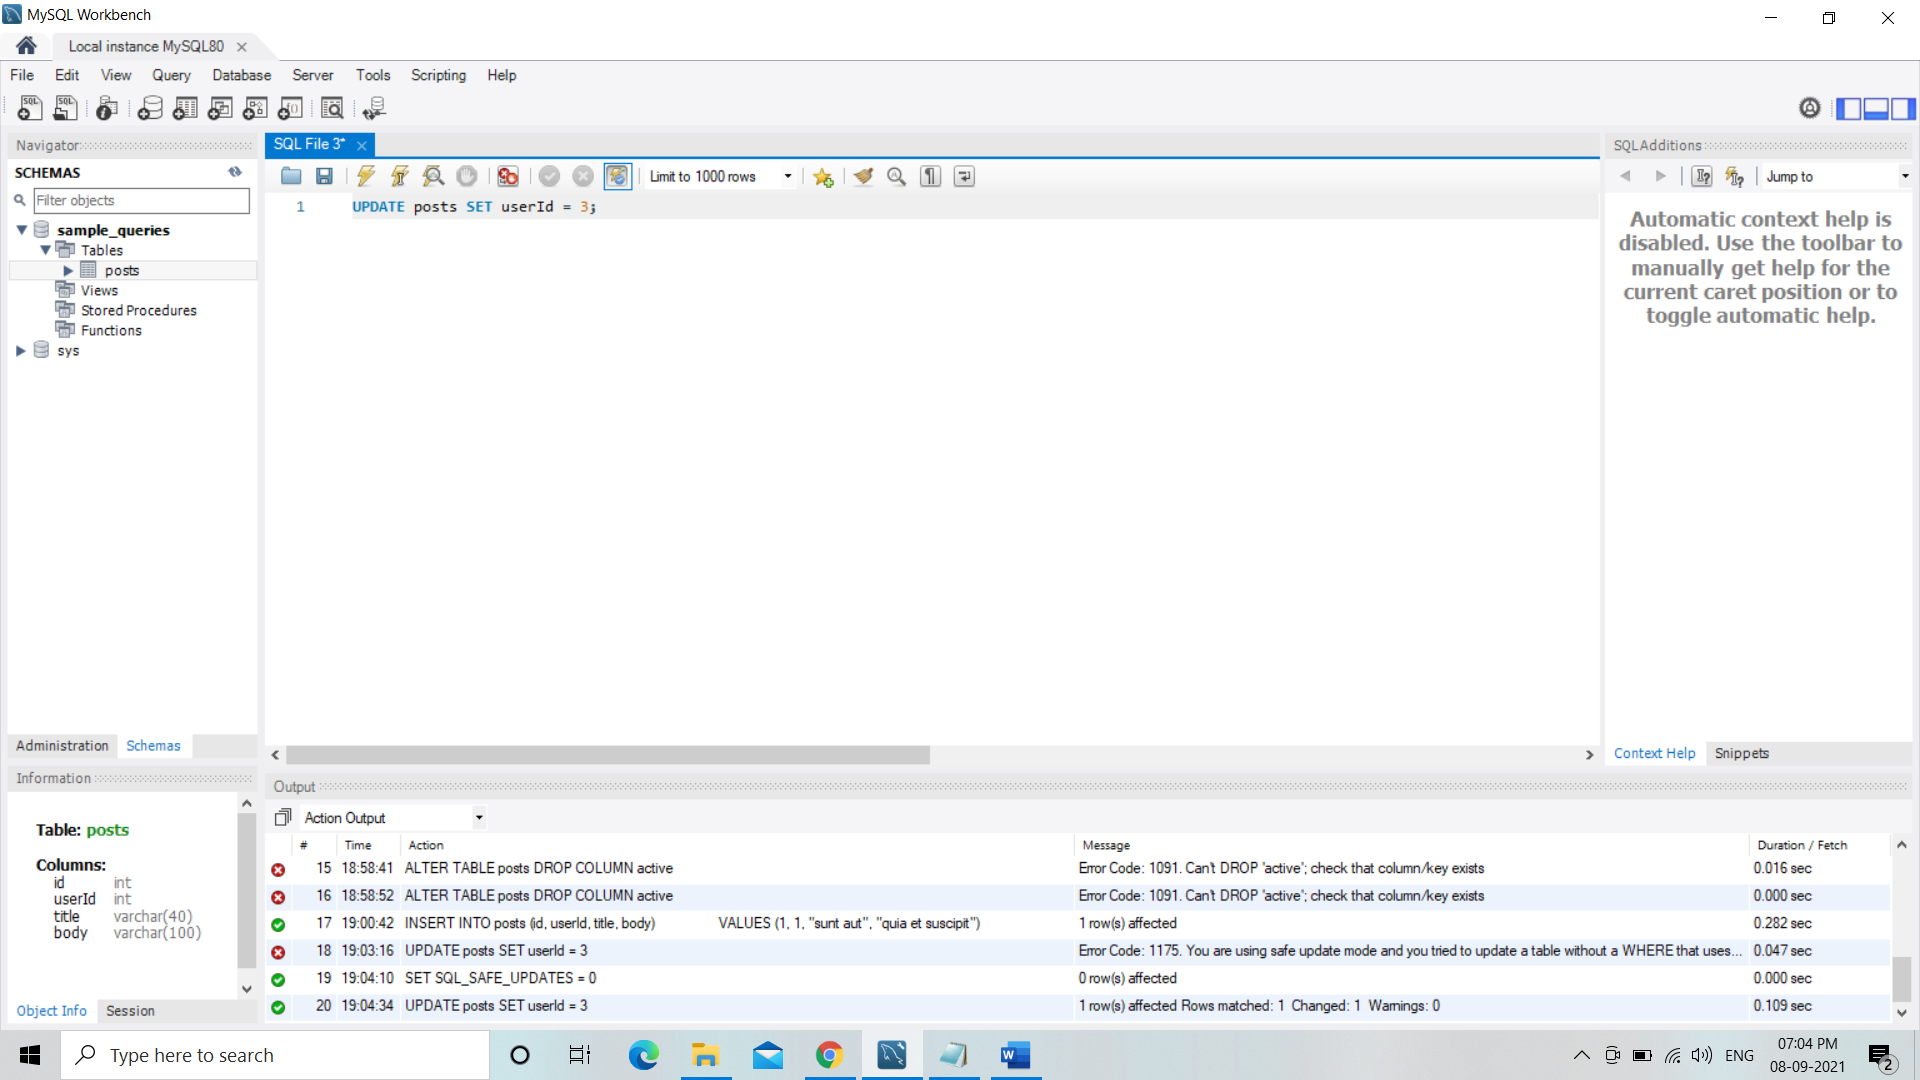 MySQL Workbench
Local instance MySQL80
File Edit View Query Database Server Tools Scripting Help
Navigator
SCHEMAS
Filter objects
sample_queries
Tables
posts
Views
Stored Procedures
Functions
sys
Administration Schemas
Information
Table: posts
Columns:
id int
userId int
title varchar(40)
body varchar(100)
Object Info Session
SQL File 3*
Limit to 1000 rows
1 UPDATE posts SET userId = 3;
SQLAdditions
Jump to
Automatic context help is
disabled. Use the toolbar to
manually get help for the
current caret position or to
toggle automatic help.
Context Help Snippets
Output
Action Output
# Time Action Message Duration / Fetch
15 18:58:41 ALTER TABLE posts DROP COLUMN active Error Code: 1091. Can't DROP 'active'; check that column/key exists 0.016 sec
16 18:58:52 ALTER TABLE posts DROP COLUMN active Error Code: 1091. Can't DROP 'active'; check that column/key exists 0.000 sec
17 19:00:42 INSERT INTO posts (id, userId, title, body) VALUES (1, 1, "sunt aut", "quia et suscipit") 1 row(s) affected 0.282 sec
18 19:03:16 UPDATE posts SET userId = 3 Error Code: 1175. You are using safe update mode and you tried to update a table without a WHERE that uses... 0.047 sec
19 19:04:10 SET SQL_SAFE_UPDATES = 0 0 row(s) affected 0.000 sec
20 19:04:34 UPDATE posts SET userId = 3 1 row(s) affected Rows matched: 1 Changed: 1 Warnings: 0 0.109 sec
Type here to search
ENG
07:04 PM
08-09-2021
2